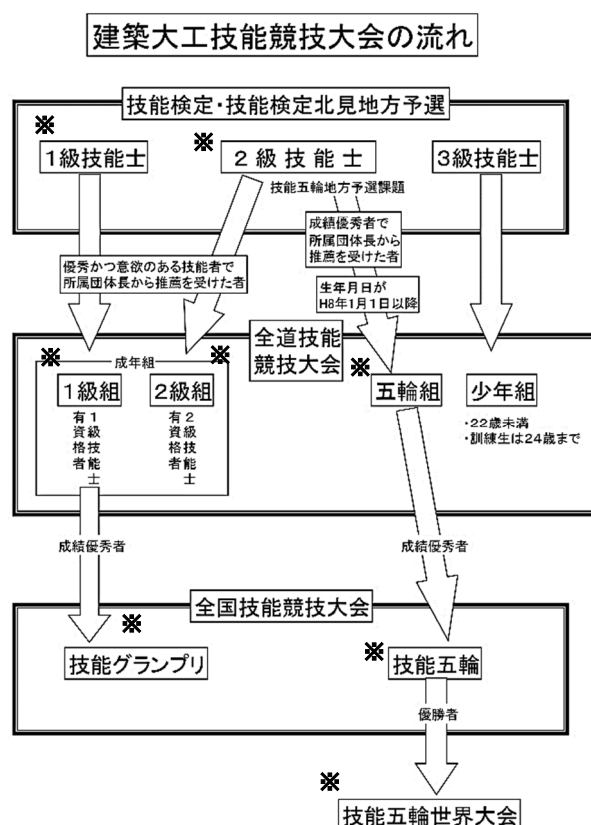 建築大工技能競技大会の流れ
技能検定・技能検定北見地方予選
※
1級技能士
※
2級技能士
3級技能士
技能五輪地方予選課題
成績優秀者で
所属団体長から
推薦を受けた者
優秀かつ意欲のある技能者で
所属団体長から推薦を受けた者
生年月日が
H8年1月1日以降
全道技能
競技大会
※
成年組
※
※
1級組
2級組
五輪組
少年組
1級技能士
有資格者
2級技能士
有資格者
・22歳未満
・訓練生は24歳まで
成績優秀者
成績優秀者
全国技能競技大会
※
技能グランプリ
※
技能五輪
優勝者
※
技能五輪世界大会